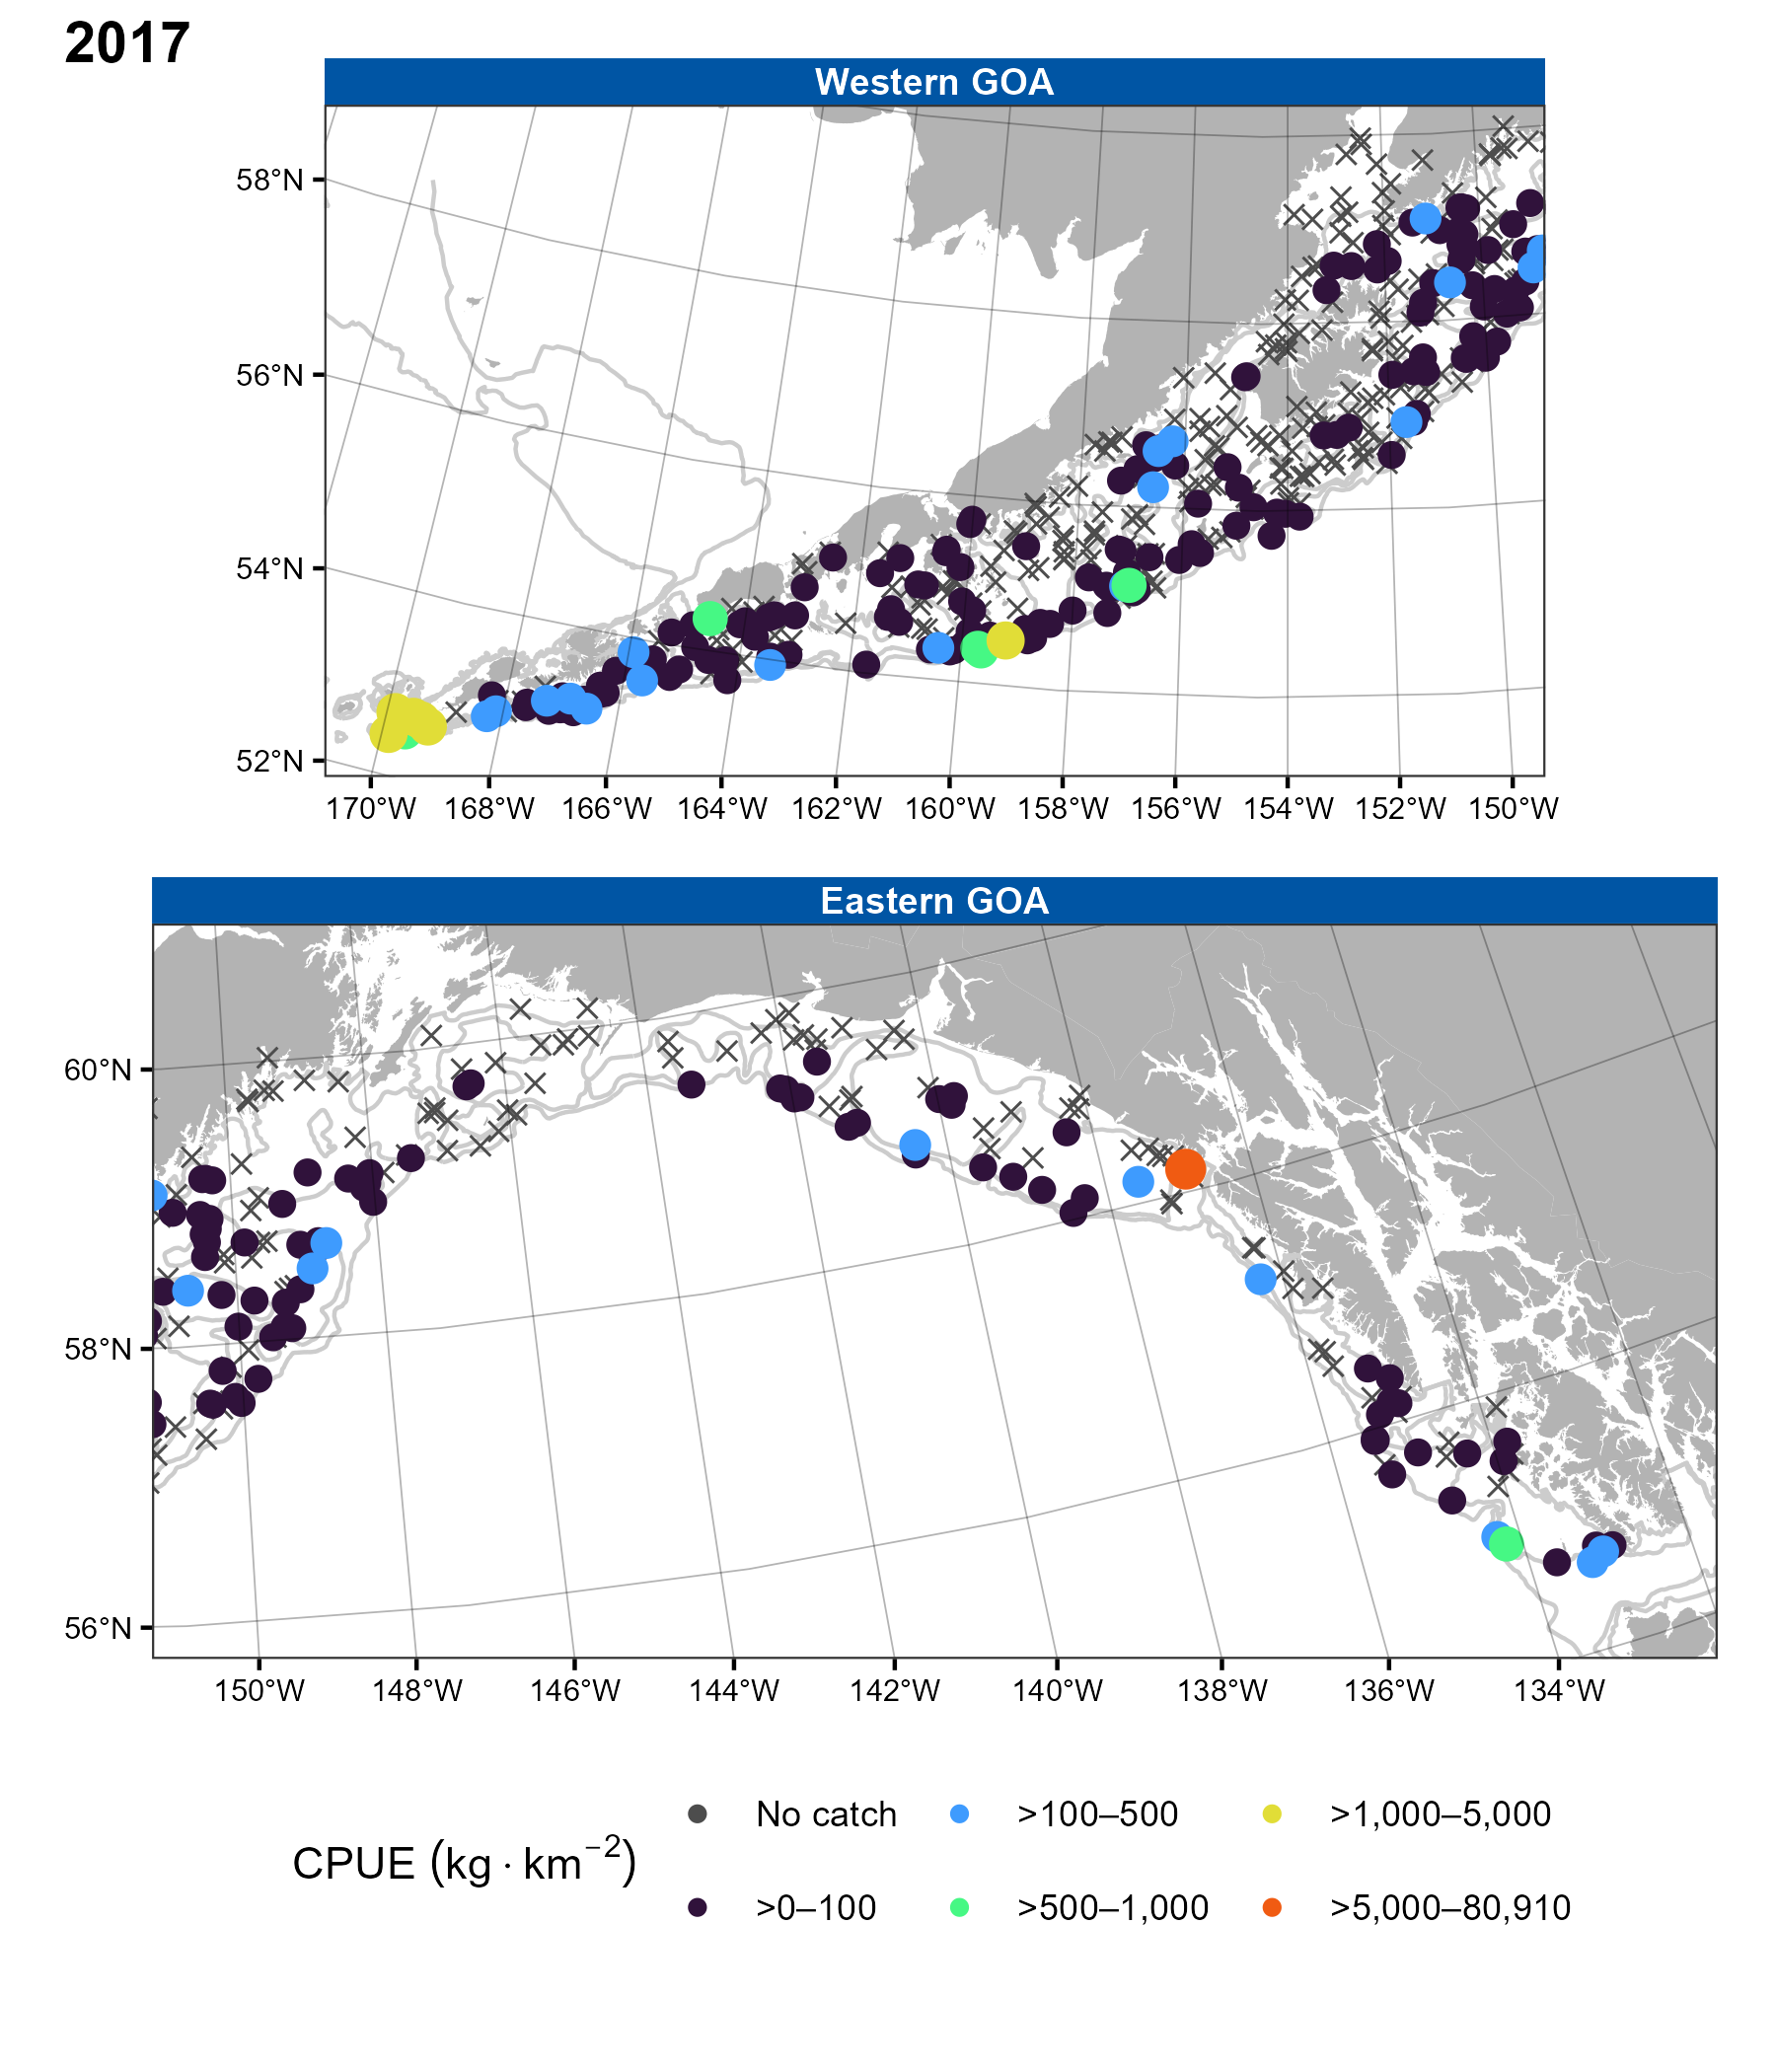 2017
Western GOA
58°N
56°N
54°N
52°N
170°W 168°W 166°W 164°W 162°W 160°W 158°W 156°W 154°W 152°W 150°W
Eastern GOA
60°N
58°N
56°N
150°W 148°W 146°W 144°W 142°W 140°W 138°W 136°W 134°W
CPUE (kg · km⁻²)
No catch >100–500 >1,000–5,000
>0–100 >500–1,000 >5,000–80,910